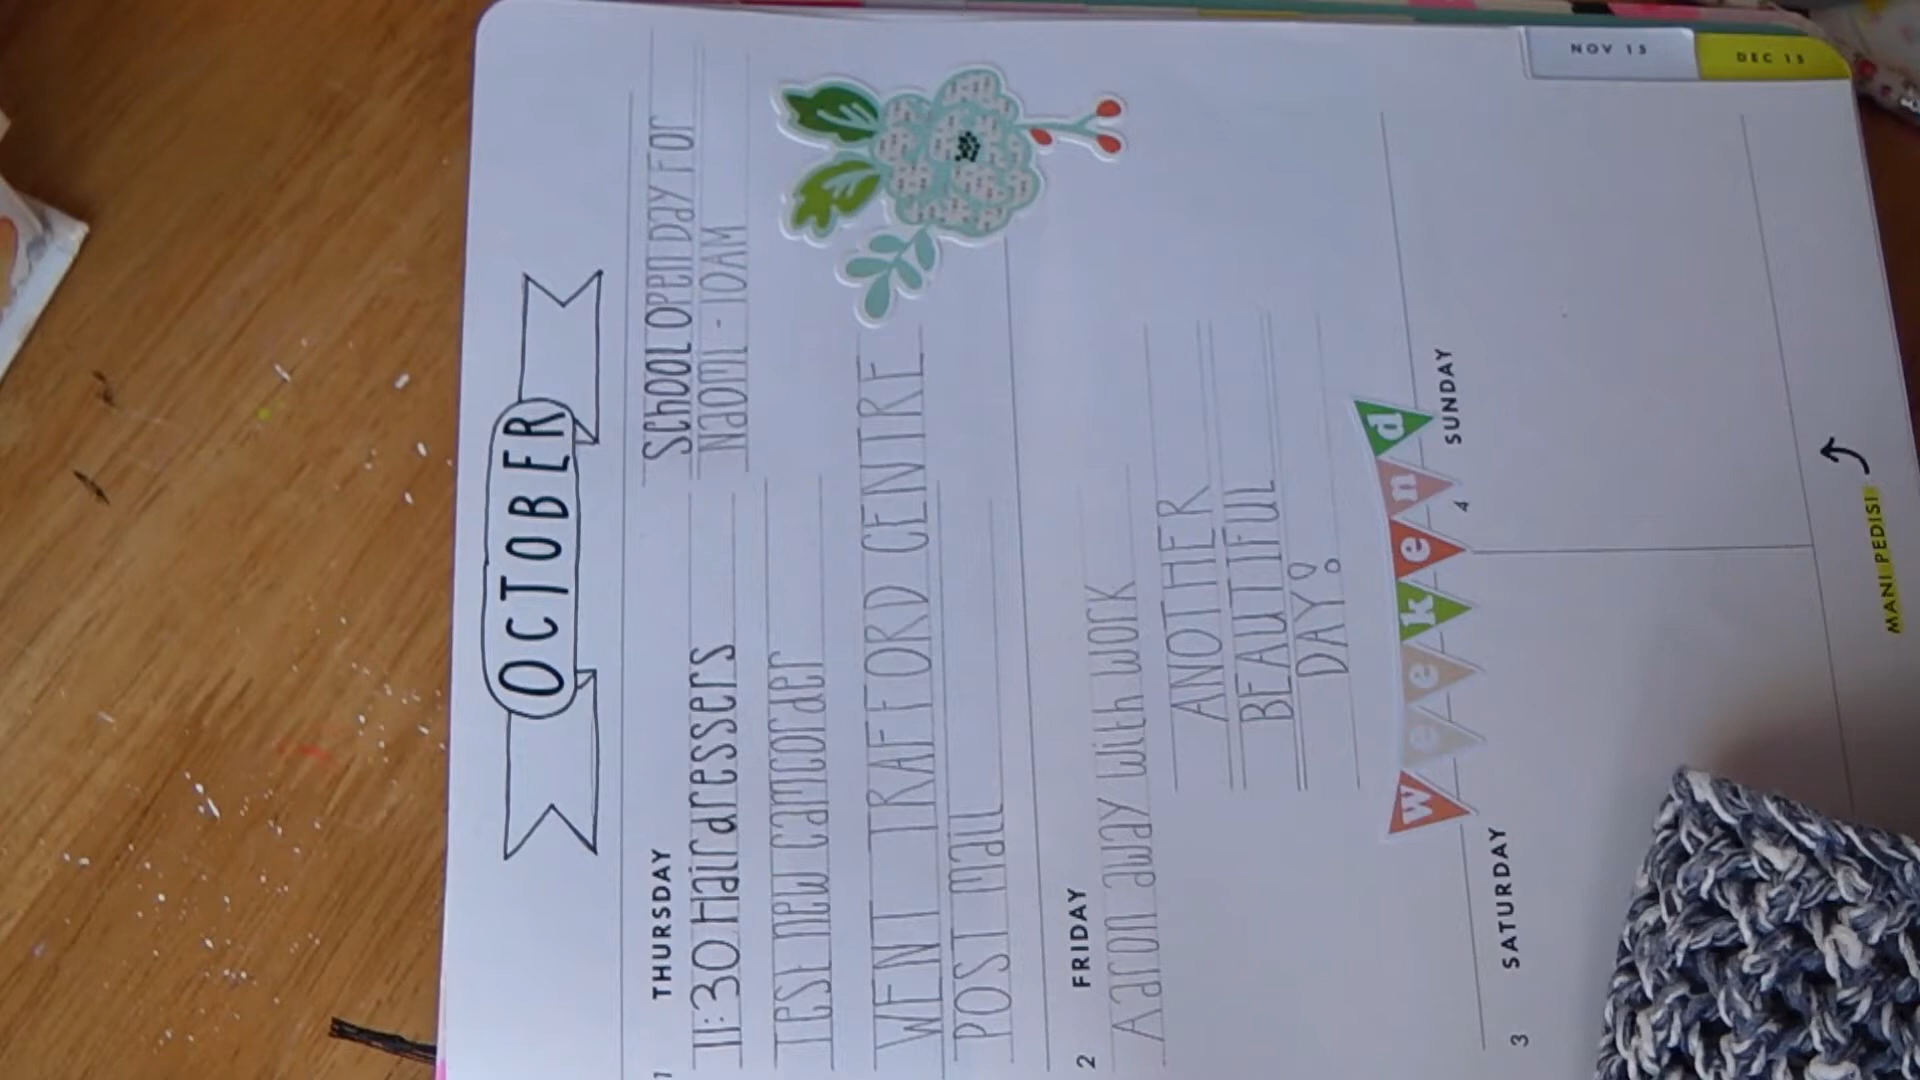 OCTOBER
1 THURSDAY
11:30 Hairdressers
School open day for
Naomi - 10AM
Test new camcorder
WENT TRAFFORD CENTRE
POST Mail
2 FRIDAY
Aaron away with work
ANOTHER
BEAUTIFUL
DAY!
weekend
3 SATURDAY
4 SUNDAY
MANI PEDIS!
NOV 15
DEC 15